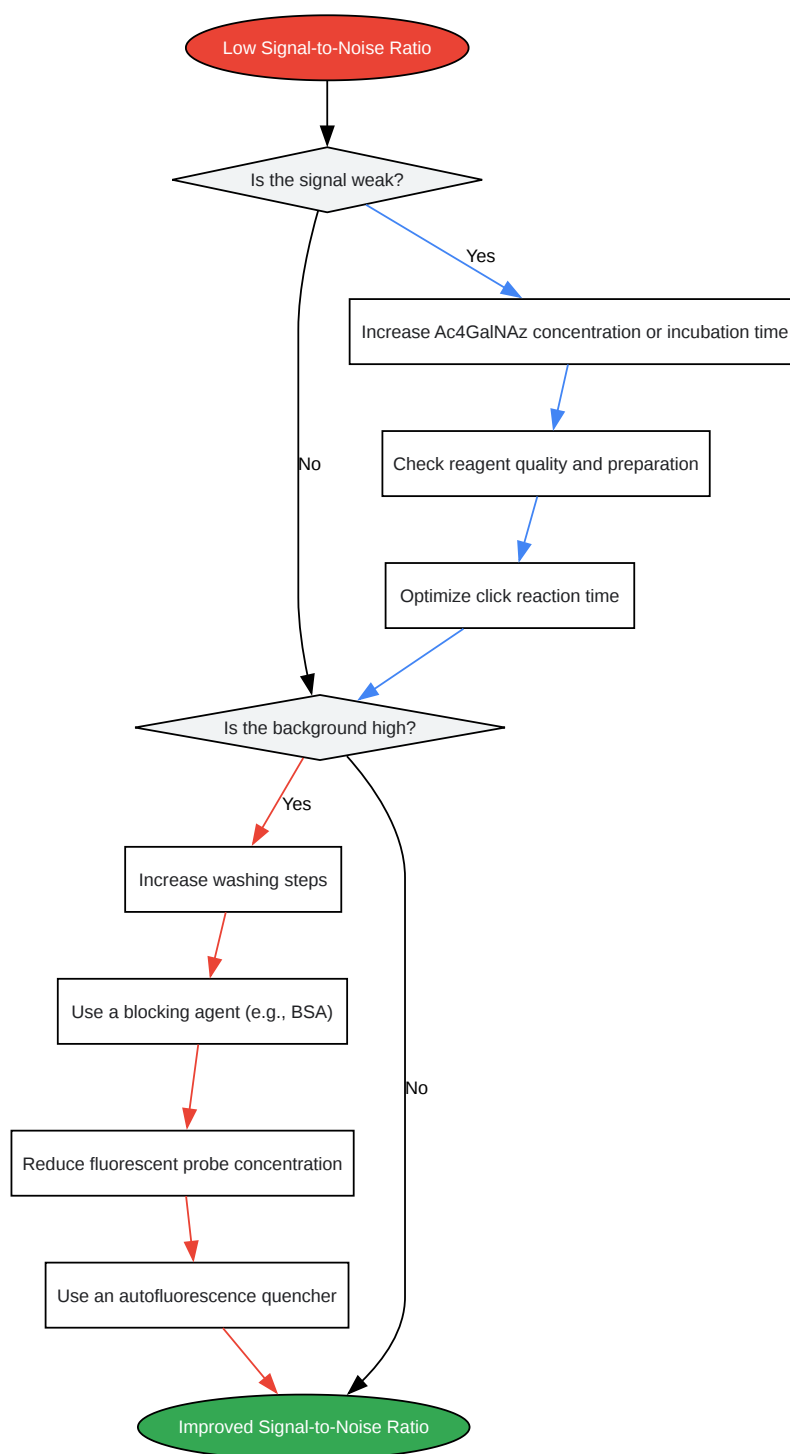 Low Signal-to-Noise Ratio
Is the signal weak?
Yes
Increase Ac4GalNAz concentration or incubation time
No
Check reagent quality and preparation
Optimize click reaction time
Is the background high?
Yes
Increase washing steps
Use a blocking agent (e.g., BSA)
No
Reduce fluorescent probe concentration
Use an autofluorescence quencher
Improved Signal-to-Noise Ratio